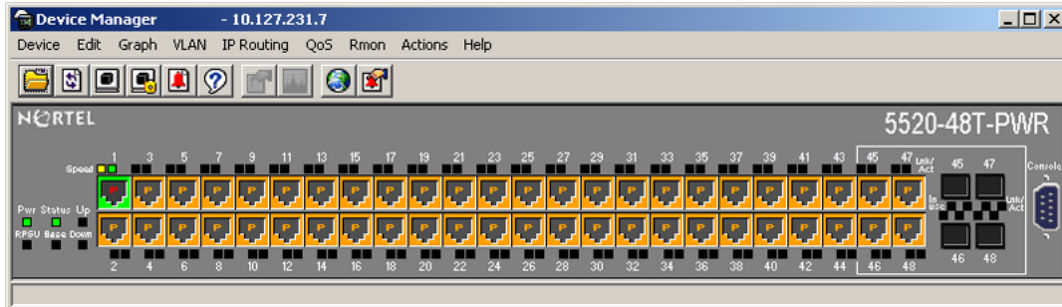 Device Manager - 10.127.231.7
Device Edit Graph VLAN IP Routing QoS Rmon Actions Help
NORTEL
5520-48T-PWR
1 3 5 7 9 11 13 15 17 19 21 23 25 27 29 31 33 35 37 39 41 43 45 47 Lnk/ Act 45 47 Console
Speed
P P P P P P P P P P P P P P P P P P P P P P P P
Pwr Status Up
In use
Lnk/ Act
RPSU Base Down
P P P P P P P P P P P P P P P P P P P P P P P P
2 4 6 8 10 12 14 16 18 20 22 24 26 28 30 32 34 36 38 40 42 44 46 48 46 48